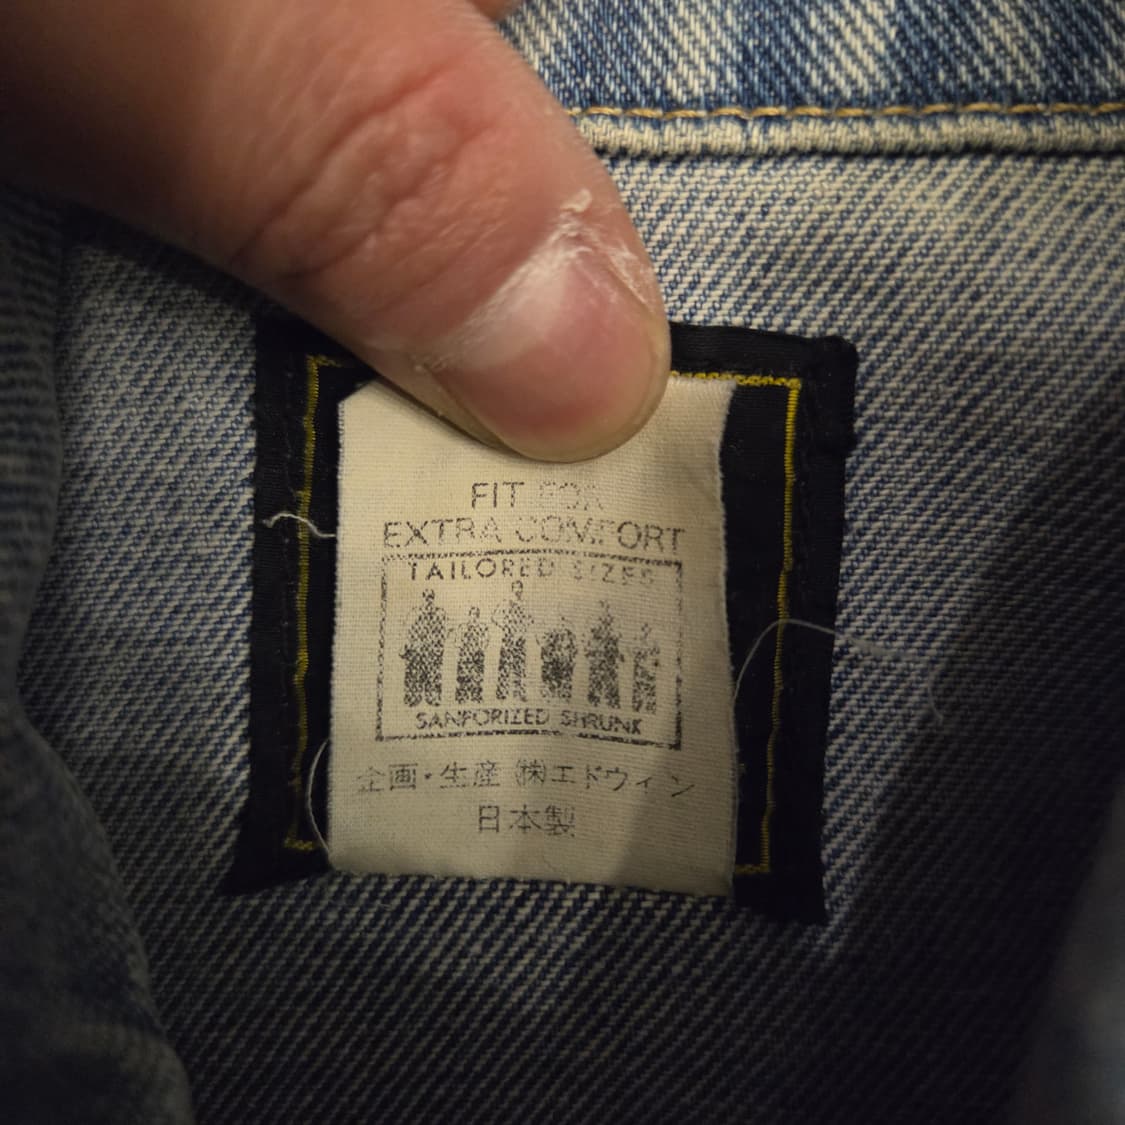 FIT FOR
EXTRA COMFORT
TAILORED SIZES
SANFORIZED SHRUNK
企画・生産 ㈱エドウィン
日本製